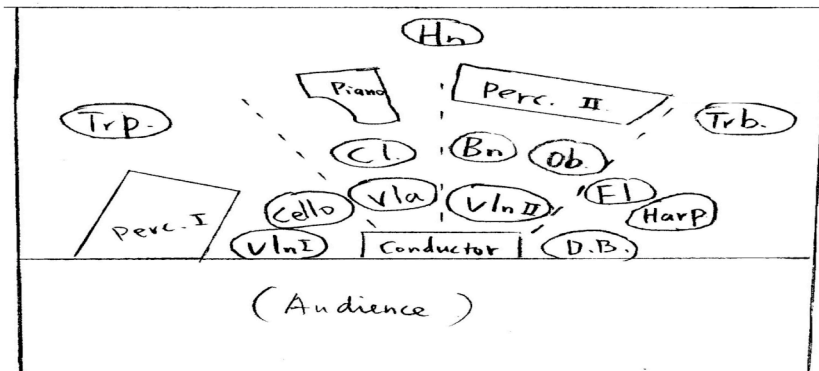 Hn
Piano
Perc. II
Trp.
Trb.
Cl.
Bn
Ob.
Cello
Vla
Vln II
Fl
Harp
Perc. I
Vln I
Conductor
D.B.
(Audience)